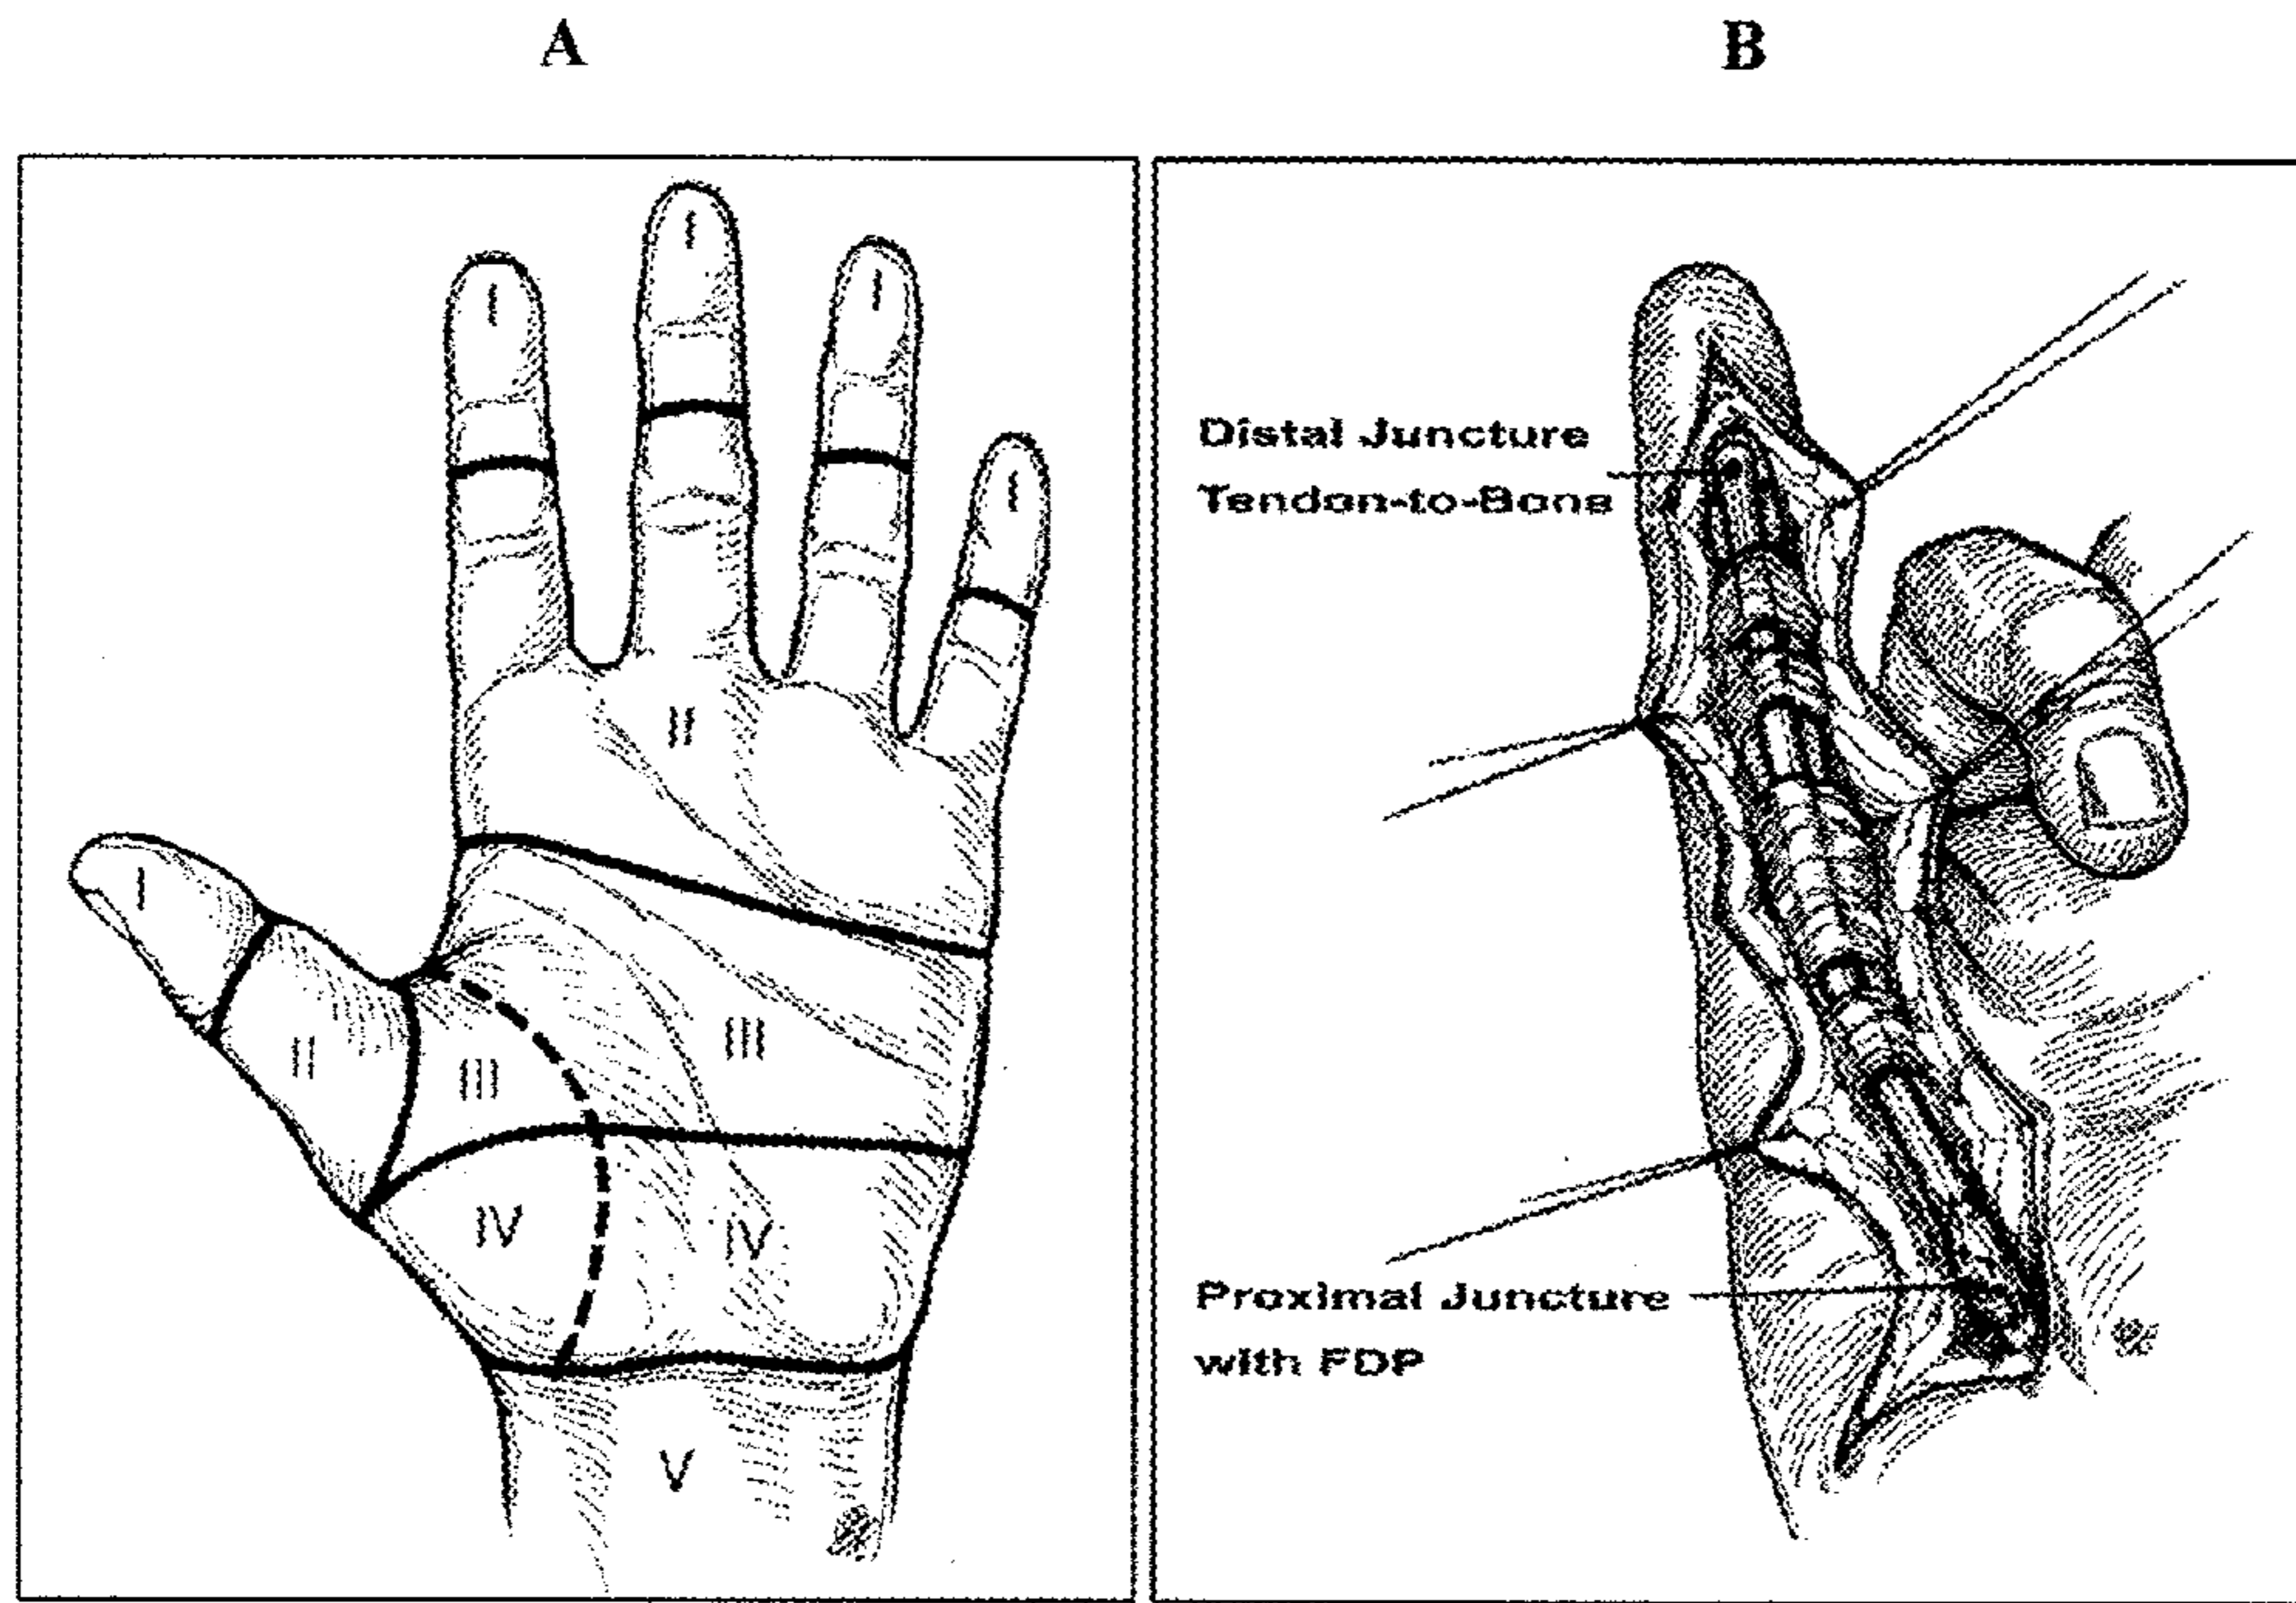 A
B
I
I
I
I
I
II
II
III
III
IV
IV
V
Distal Juncture
Tendon-to-Bone
Proximal Juncture
with FDP